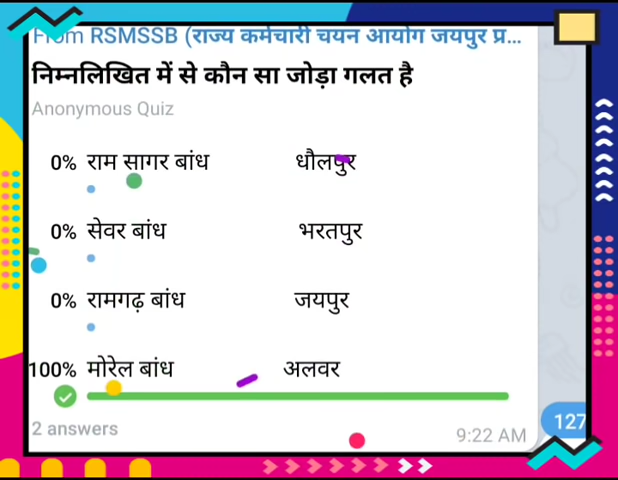 From RSMSSB (राज्य कर्मचारी चयन आयोग जयपुर प्र...
निम्नलिखित में से कौन सा जोड़ा गलत है
Anonymous Quiz
0% राम सागर बांध धौलपुर
0% सेवर बांध भरतपुर
0% रामगढ़ बांध जयपुर
100% मोरेल बांध अलवर
2 answers
9:22 AM
127